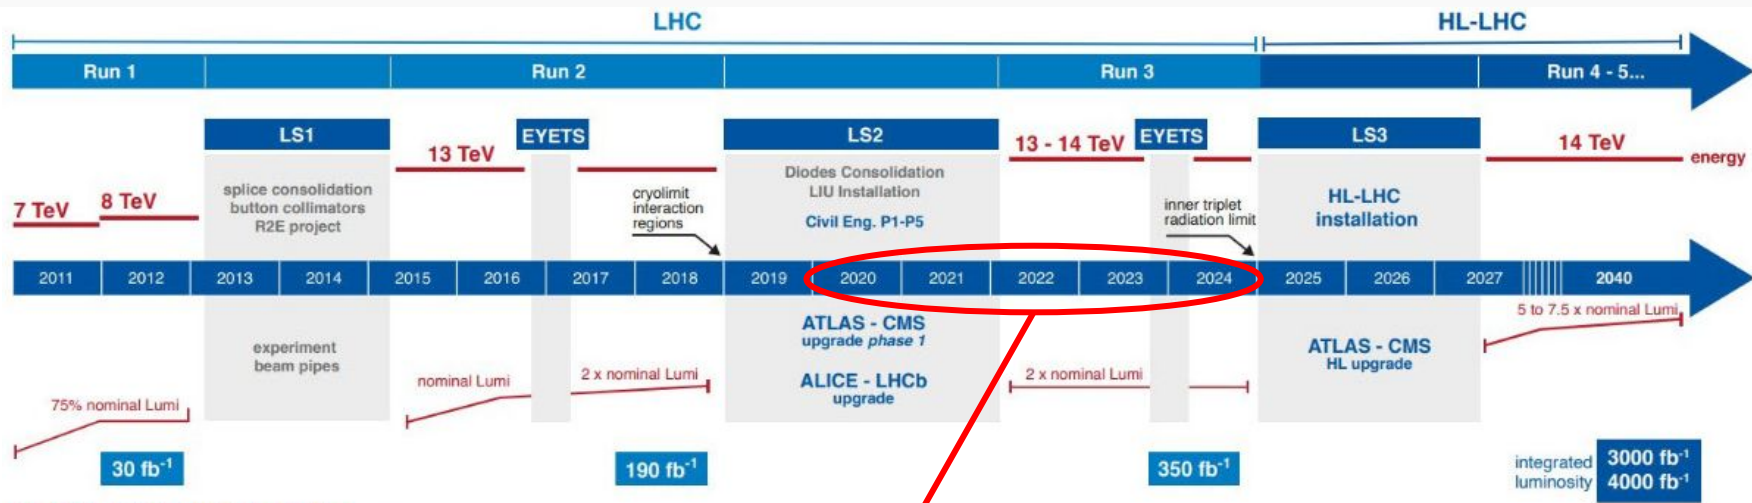 LHC
HL-LHC
Run 1
Run 2
Run 3
Run 4 - 5...
LS1
EYETS
LS2
EYETS
LS3
13 TeV
13 - 14 TeV
14 TeV
energy
7 TeV
8 TeV
splice consolidation
button collimators
R2E project
cryolimit
interaction
regions
Diodes Consolidation
LIU Installation
Civil Eng. P1-P5
inner triplet
radiation limit
HL-LHC
installation
2011
2012
2013
2014
2015
2016
2017
2018
2019
2020
2021
2022
2023
2024
2025
2026
2027
2040
experiment
beam pipes
ATLAS - CMS
upgrade phase 1
ALICE - LHCb
upgrade
ATLAS - CMS
HL upgrade
5 to 7.5 x nominal Lumi
75% nominal Lumi
nominal Lumi
2 x nominal Lumi
2 x nominal Lumi
30 fb-1
190 fb-1
350 fb-1
integrated
luminosity
3000 fb-1
4000 fb-1